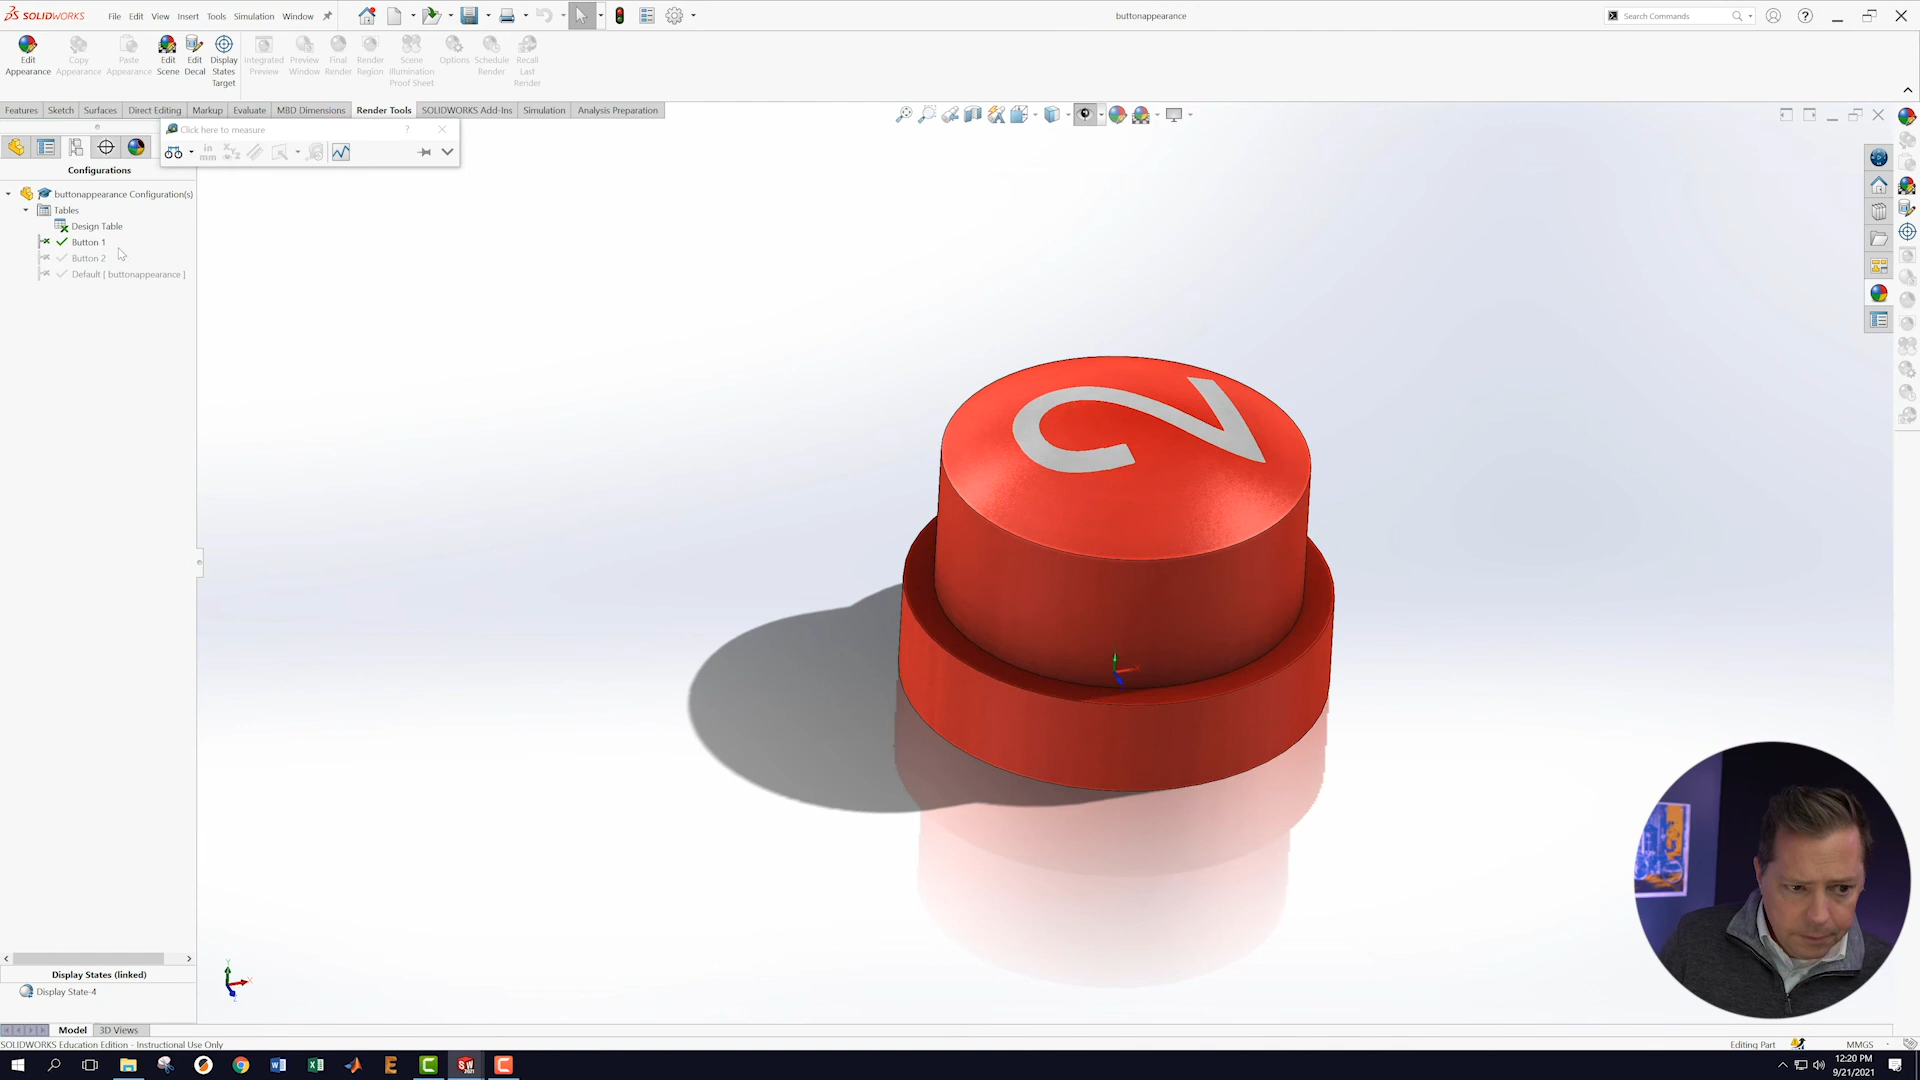 SOLIDWORKS File Edit View Insert Tools Simulation Window buttonappearance Search Commands
Edit Appearance
Copy Appearance
Paste Appearance
Edit Scene
Edit Decal
Display States Target
Integrated Preview
Preview Window
Final Render
Render Region
Scene Illumination Proof Sheet
Options
Schedule Render
Recall Last Render
Features Sketch Surfaces Direct Editing Markup Evaluate MBD Dimensions Render Tools SOLIDWORKS Add-Ins Simulation Analysis Preparation
Click here to measure ?
in mm
Configurations
buttonappearance Configuration(s)
Tables
Design Table
Button 1
Button 2
Default [ buttonappearance ]
2
Display States (linked)
Display State-4
Model 3D Views
SOLIDWORKS Education Edition - Instructional Use Only Editing Part MMGS
12:20 PM
9/21/2021